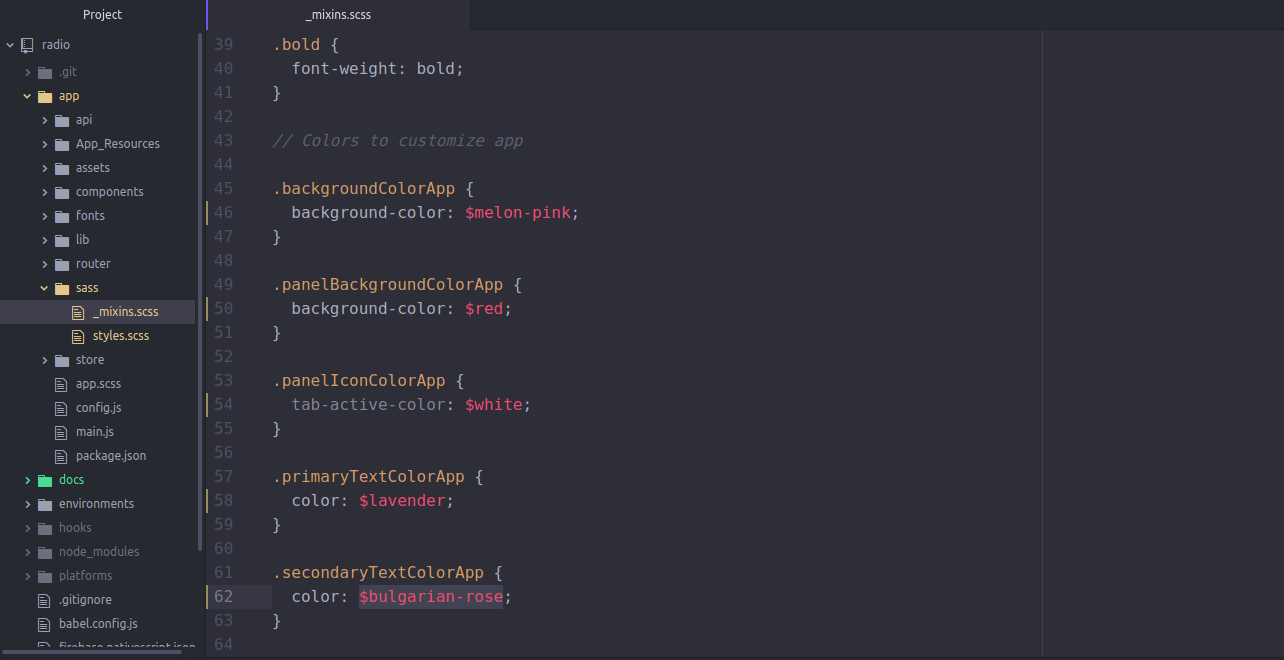 Project
radio
.git
app
api
App_Resources
assets
components
fonts
lib
router
sass
_mixins.scss
styles.scss
store
app.scss
config.js
main.js
package.json
docs
environments
hooks
node_modules
platforms
.gitignore
babel.config.js
firebase.nativescript.json
_mixins.scss
39 .bold {
40 font-weight: bold;
41 }
42
43 // Colors to customize app
44
45 .backgroundColorApp {
46 background-color: $melon-pink;
47 }
48
49 .panelBackgroundColorApp {
50 background-color: $red;
51 }
52
53 .panelIconColorApp {
54 tab-active-color: $white;
55 }
56
57 .primaryTextColorApp {
58 color: $lavender;
59 }
60
61 .secondaryTextColorApp {
62 color: $bulgarian-rose;
63 }
64